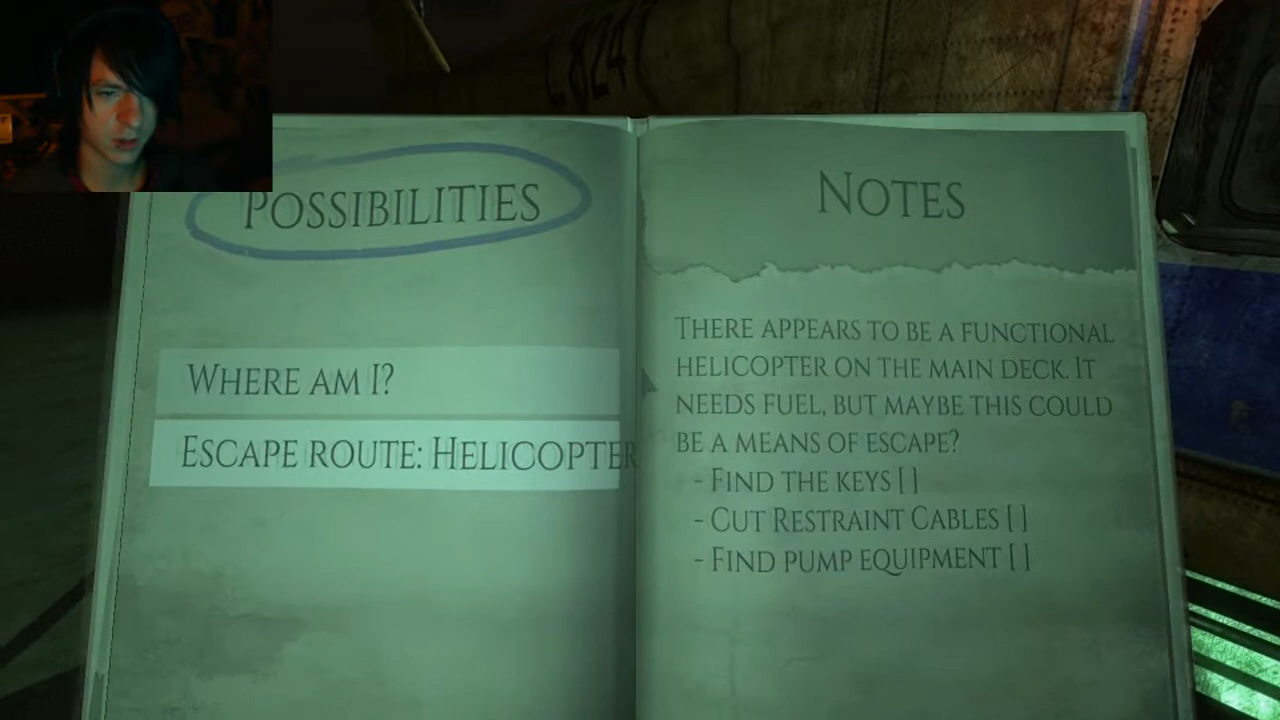 C824
POSSIBILITIES
WHERE AM I?
ESCAPE ROUTE: HELICOPTER
NOTES
THERE APPEARS TO BE A FUNCTIONAL
HELICOPTER ON THE MAIN DECK. IT
NEEDS FUEL, BUT MAYBE THIS COULD
BE A MEANS OF ESCAPE?
- FIND THE KEYS [ ]
- CUT RESTRAINT CABLES [ ]
- FIND PUMP EQUIPMENT [ ]